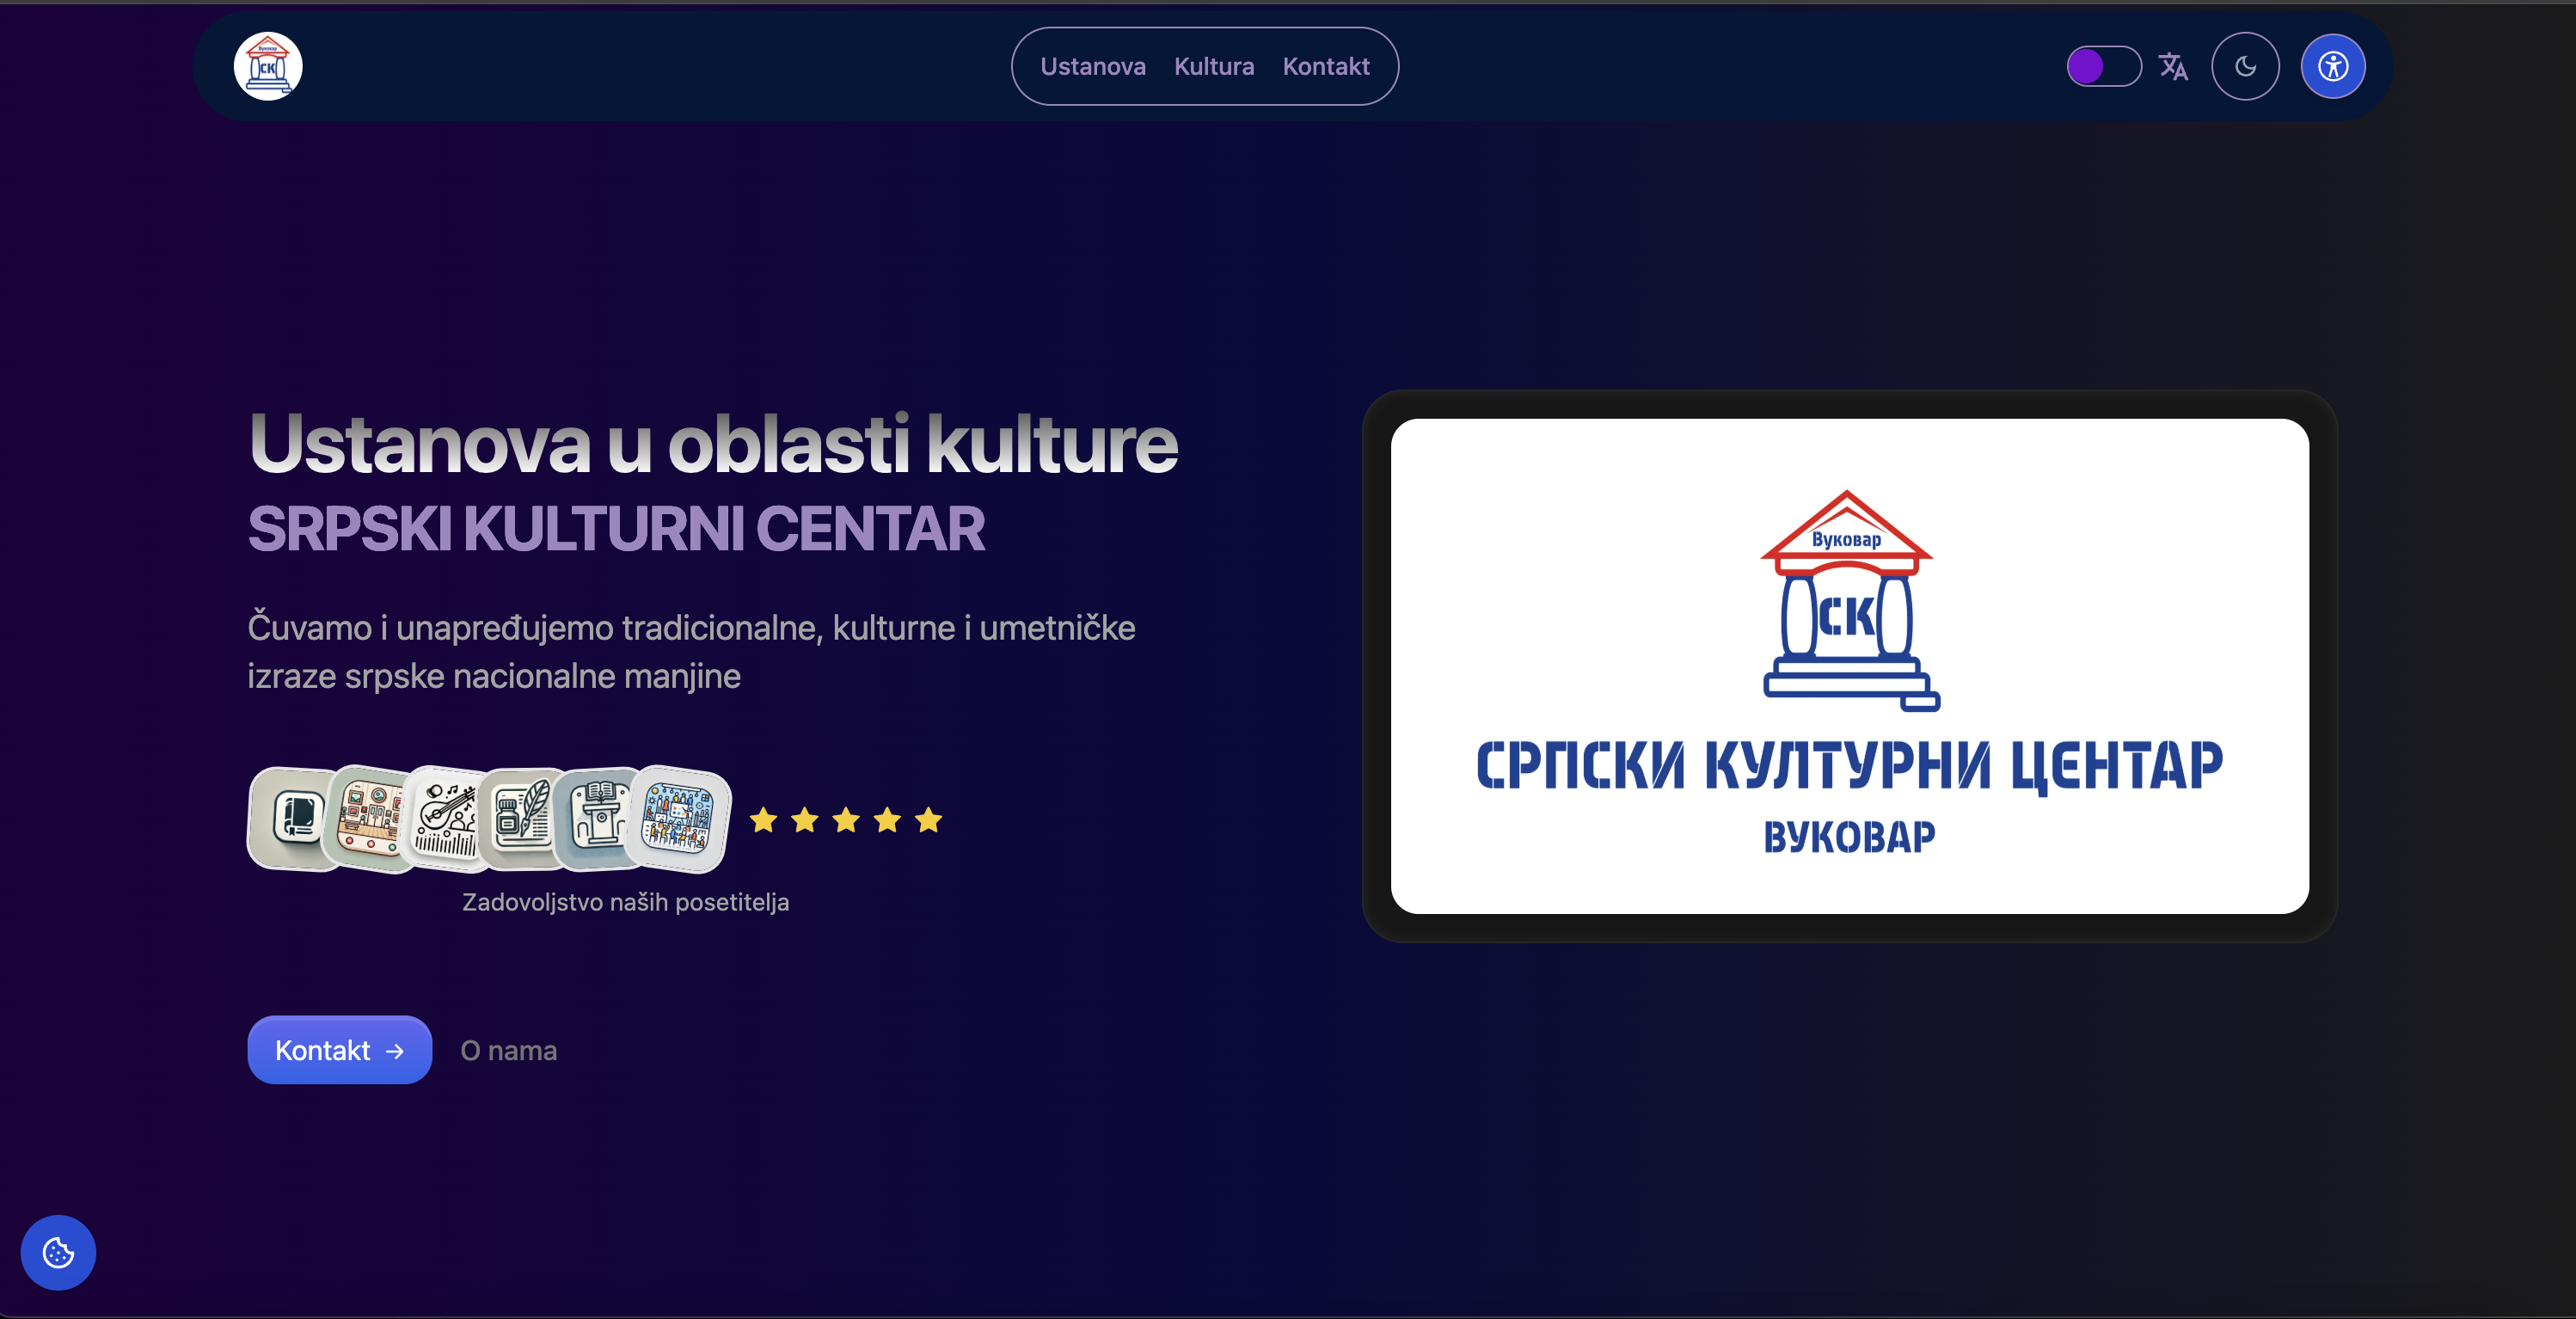 Вуковар
СК
Ustanova
Kultura
Kontakt
Ustanova u oblasti kulture
SRPSKI KULTURNI CENTAR
Čuvamo i unapređujemo tradicionalne, kulturne i umetničke
izraze srpske nacionalne manjine
Zadovoljstvo naših posetitelja
Kontakt →
O nama
Вуковар
СК
СРПСКИ КУЛТУРНИ ЦЕНТАР
ВУКОВАР